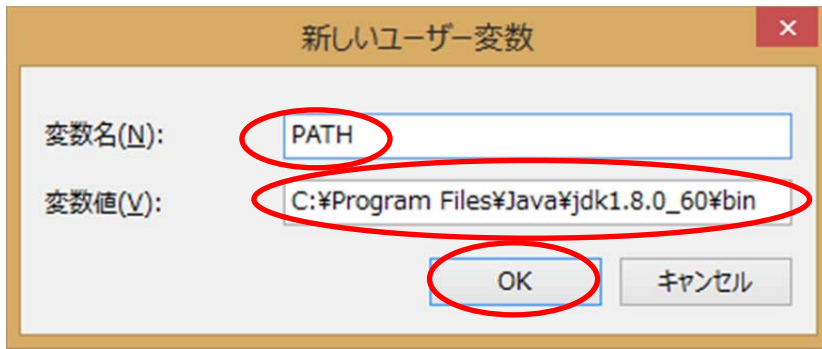 新しいユーザー変数
変数名(N):
PATH
変数値(V):
C:¥Program Files¥Java¥jdk1.8.0_60¥bin
OK
キャンセル